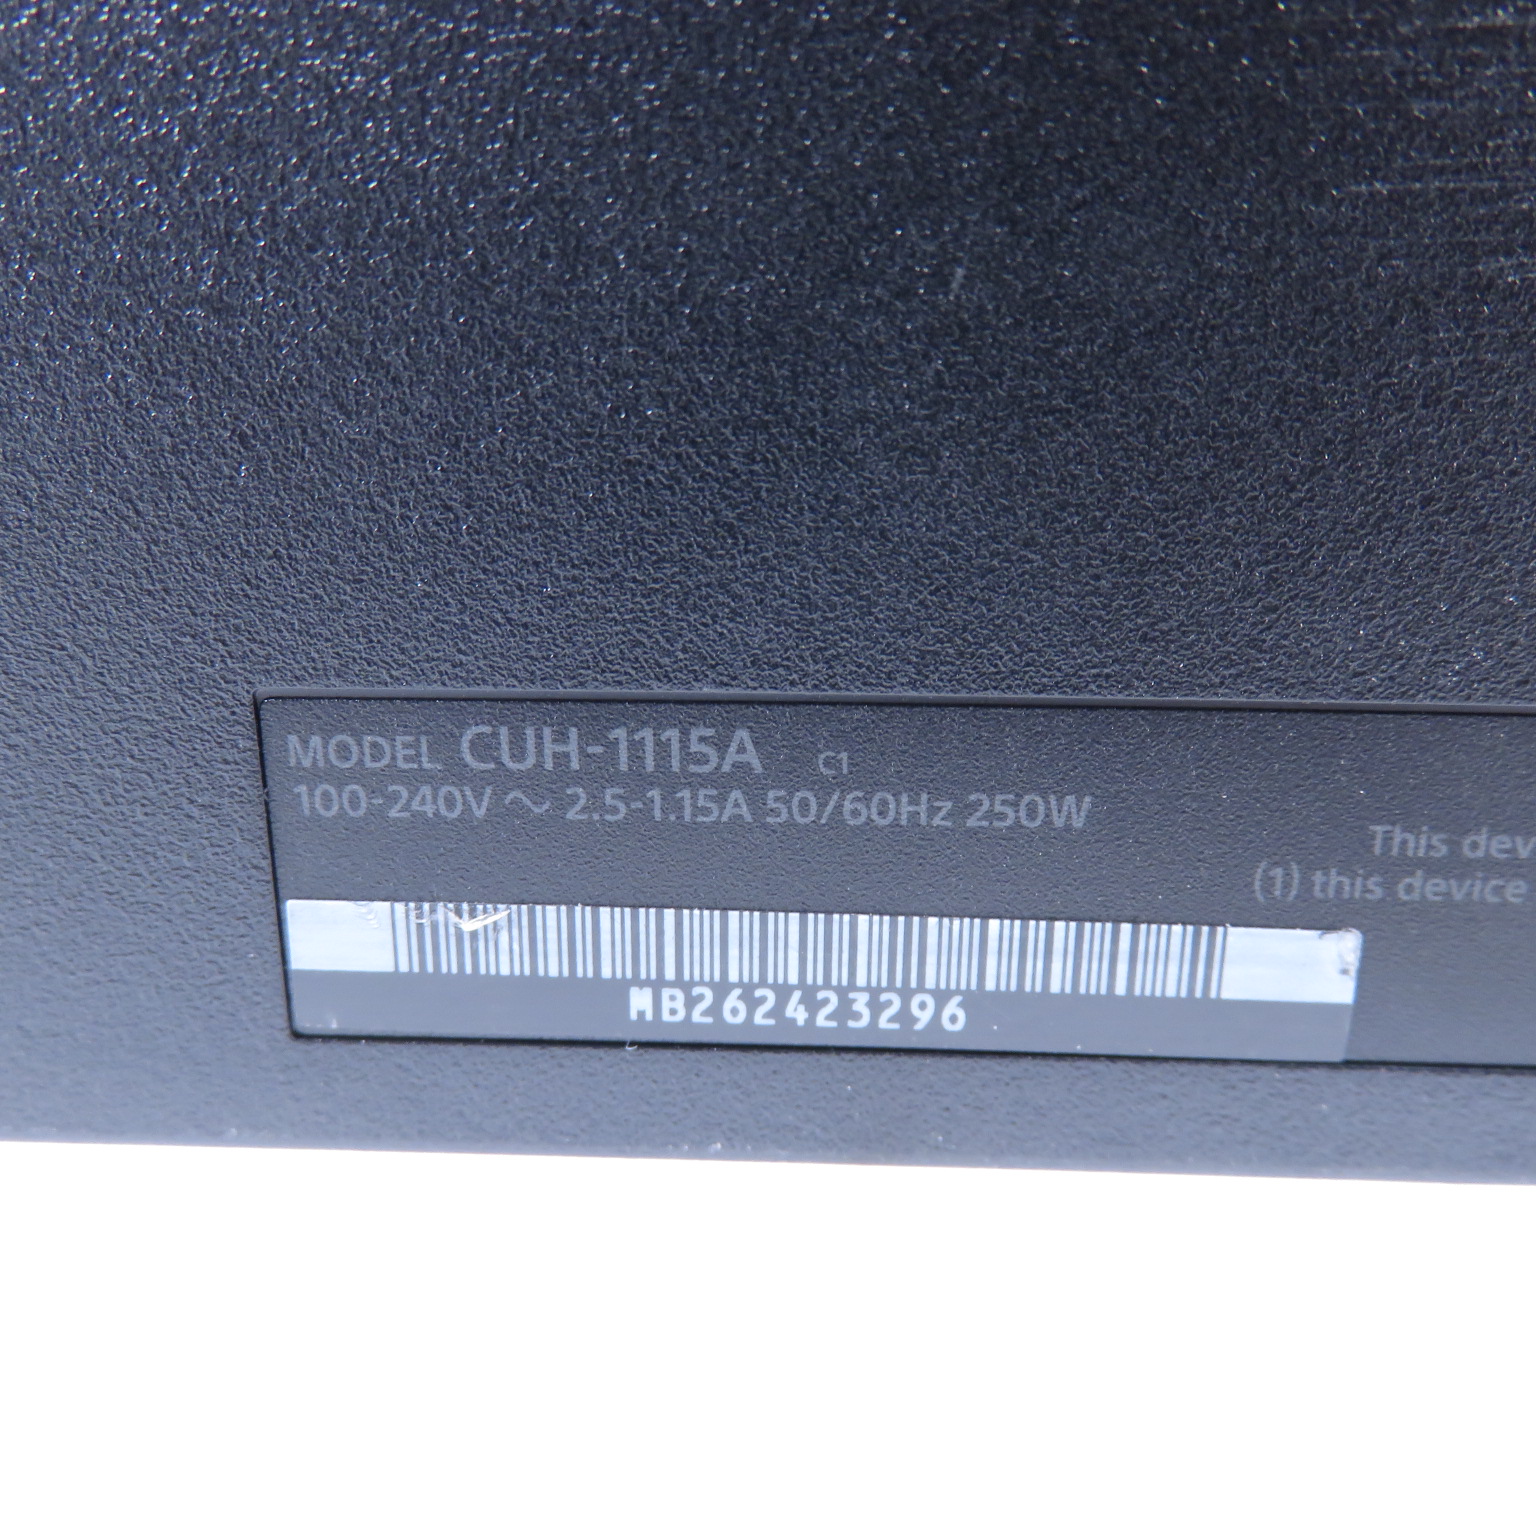 MODEL CUH-1115A C1
100-240V ~ 2.5-1.15A 50/60Hz 250W
This dev
(1) this device
MB262423296